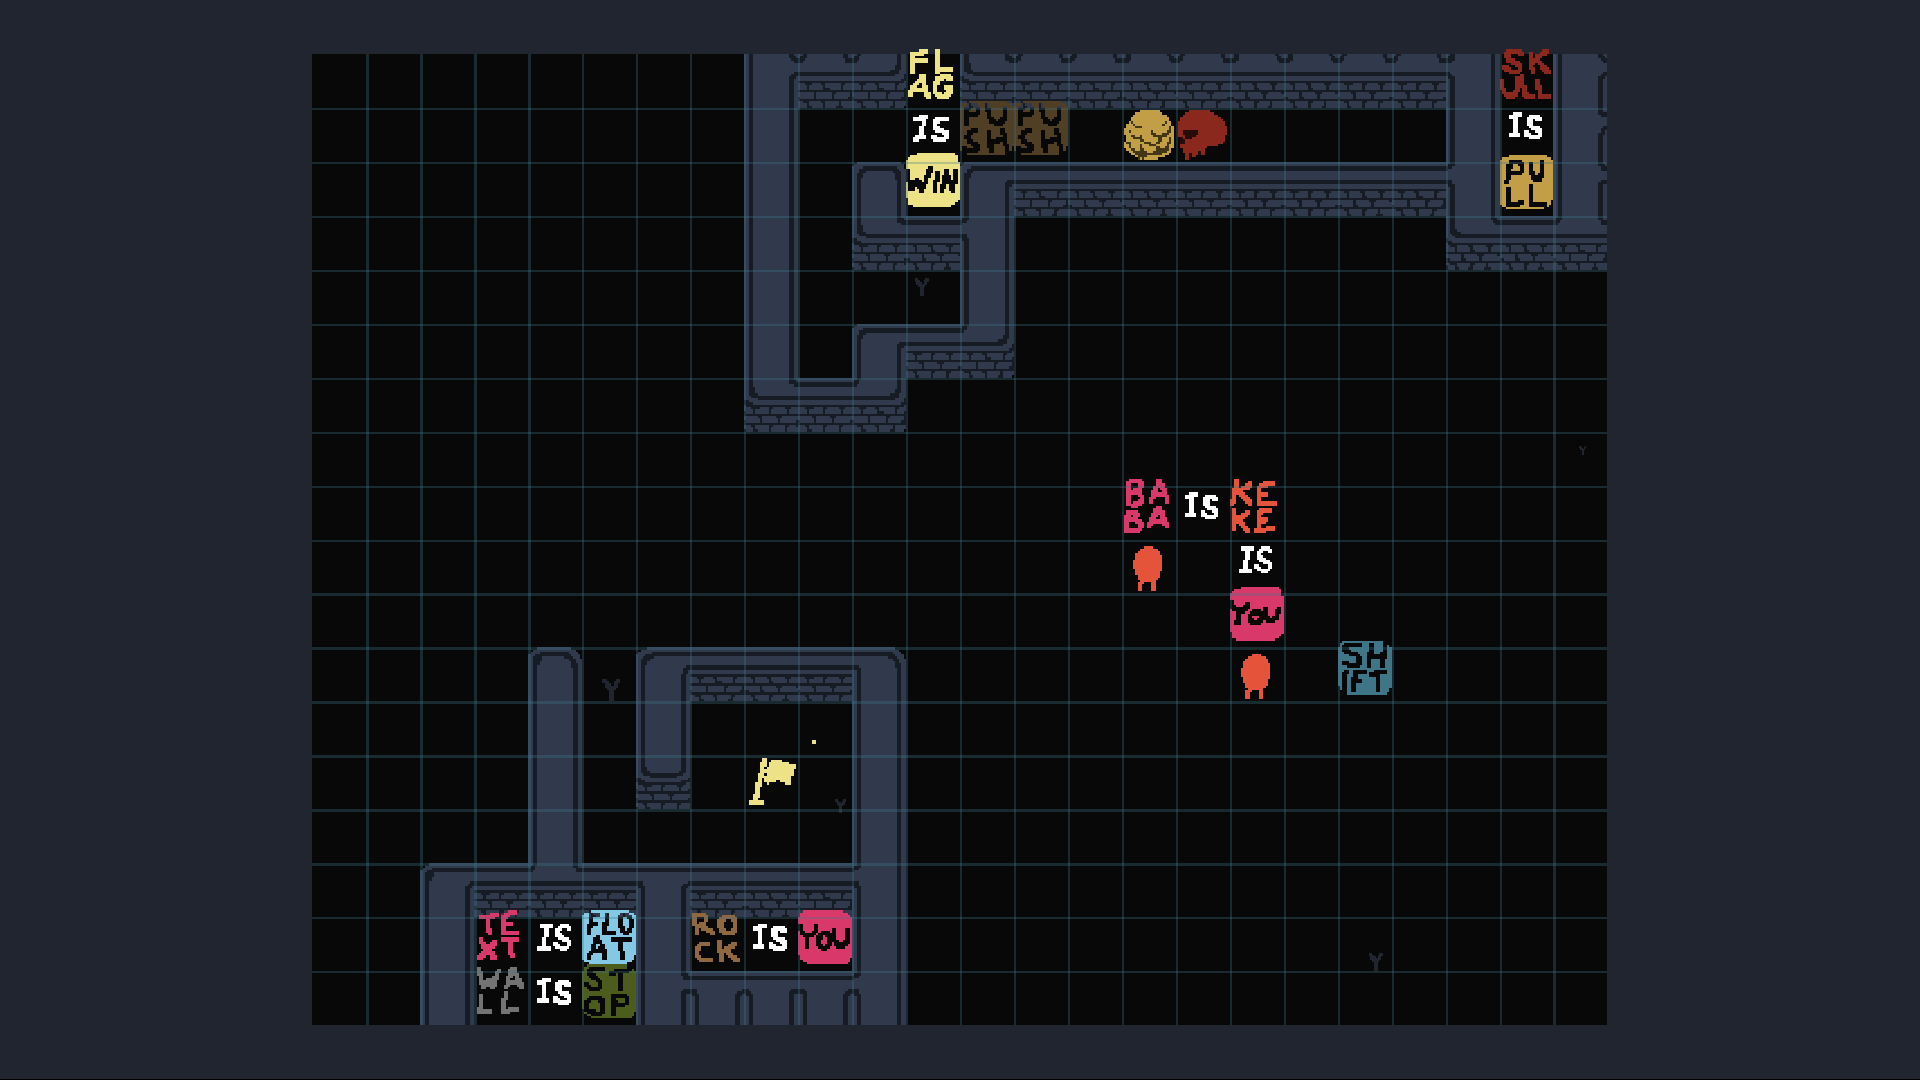 FLAG SKULL
IS PUSH PUSH IS
WIN PULL
BABA IS KEKE
IS
YOU
SHIFT
TEXT IS FLOAT ROCK IS YOU
WALL IS STOP